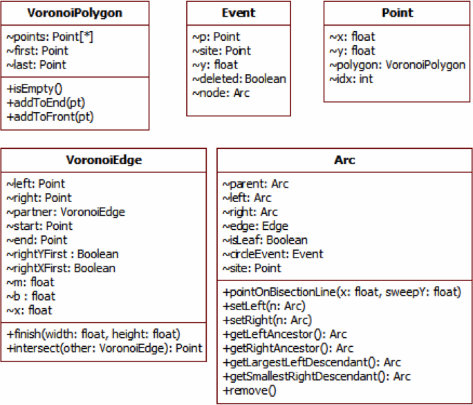 VoronoiPolygon
~points: Point[*]
~first: Point
~last: Point
+isEmpty()
+addToEnd(pt)
+addToFront(pt)
Event
~p: Point
~site: Point
~y: float
~deleted: Boolean
~node: Arc
Point
~x: float
~y: float
~polygon: VoronoiPolygon
~idx: int
VoronoiEdge
~left: Point
~right: Point
~partner: VoronoiEdge
~start: Point
~end: Point
~rightYFirst : Boolean
~rightXFirst: Boolean
~m: float
~b : float
~x: float
+finish(width: float, height: float)
+intersect(other: VoronoiEdge): Point
Arc
~parent: Arc
~left: Arc
~right: Arc
~edge: Edge
~isLeaf: Boolean
~circleEvent: Event
~site: Point
+pointOnBisectionLine(x: float, sweepY: float)
+setLeft(n: Arc)
+setRight(n: Arc)
+getLeftAncestor(): Arc
+getRightAncestor(): Arc
+getLargestLeftDescendant(): Arc
+getSmallestRightDescendant(): Arc
+remove()